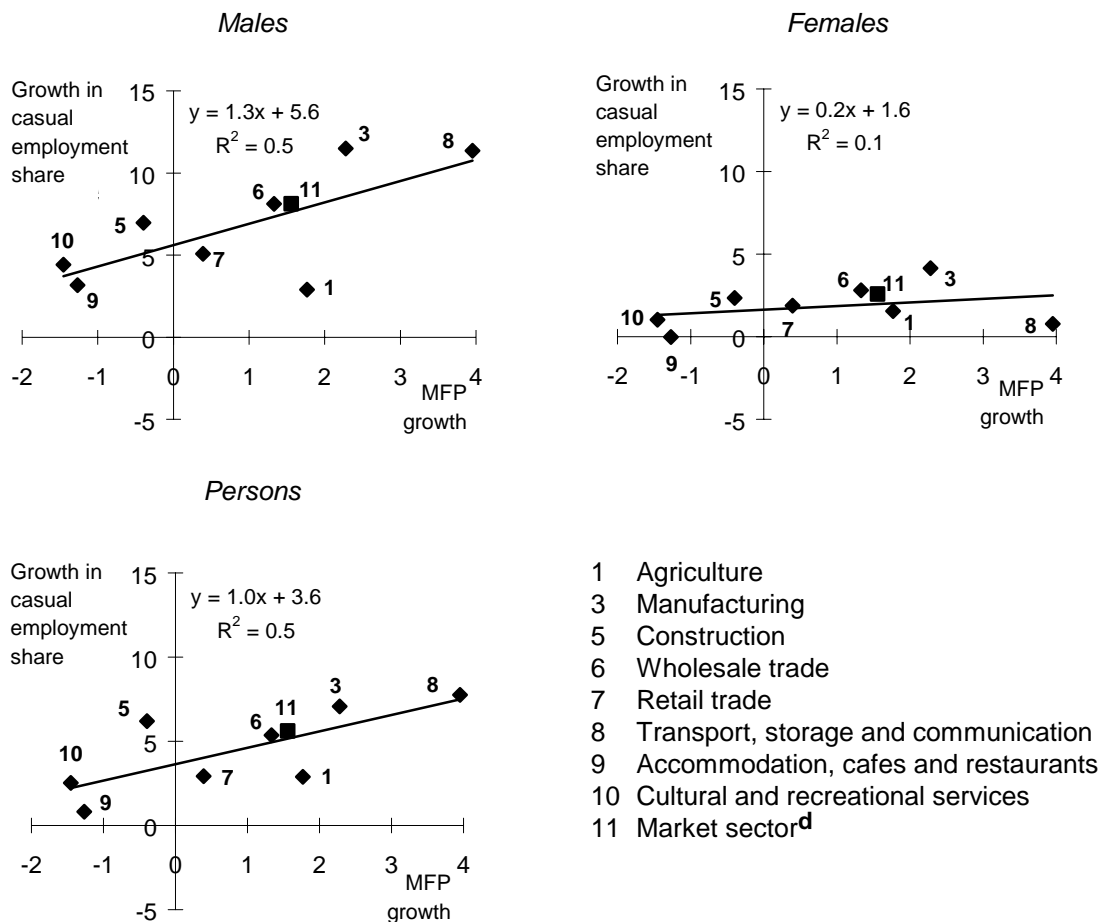 Males
Growth in
casual
employment
share
15
10
5
0
-5
-2
-1
0
1
2
3
4
y = 1.3x + 5.6
R² = 0.5
3
8
6
11
5
10
7
9
1
MFP
growth
Females
Growth in
casual
employment
share
15
10
5
0
-5
-2
-1
0
1
2
3
4
y = 0.2x + 1.6
R² = 0.1
6
11
3
5
10
7
1
8
9
MFP
growth
Persons
Growth in
casual
employment
share
15
10
5
0
-5
-2
-1
0
1
2
3
4
y = 1.0x + 3.6
R² = 0.5
3
8
5
11
6
10
7
1
9
MFP
growth
1 Agriculture
3 Manufacturing
5 Construction
6 Wholesale trade
7 Retail trade
8 Transport, storage and communication
9 Accommodation, cafes and restaurants
10 Cultural and recreational services
11 Market sectorᵈ